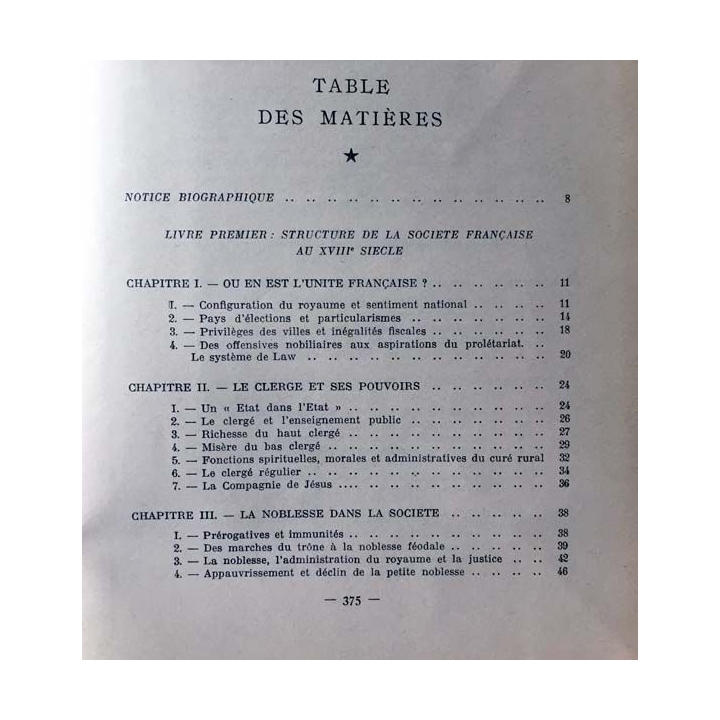 TABLE
DES MATIÈRES
★
NOTICE BIOGRAPHIQUE .. .. .. .. .. .. .. .. .. .. .. .. .. 8
LIVRE PREMIER : STRUCTURE DE LA SOCIETE FRANÇAISE
AU XVIIIe SIECLE
CHAPITRE I. — OU EN EST L'UNITE FRANÇAISE ? .. .. .. .. .. .. 11
1. — Configuration du royaume et sentiment national .. .. .. .. 11
2. — Pays d'élections et particularismes .. .. .. .. .. .. .. 14
3. — Privilèges des villes et inégalités fiscales .. .. .. .. .. .. 18
4. — Des offensives nobiliaires aux aspirations du prolétariat. .. ..
Le système de Law .. .. .. .. .. .. .. .. .. .. .. 20
CHAPITRE II. — LE CLERGE ET SES POUVOIRS .. .. .. .. .. .. 24
1. — Un « Etat dans l'Etat » .. .. .. .. .. .. .. .. .. .. 24
2. — Le clergé et l'enseignement public .. .. .. .. .. .. .. 26
3. — Richesse du haut clergé .. .. .. .. .. .. .. .. .. .. 27
4. — Misère du bas clergé .. .. .. .. .. .. .. .. .. .. .. 29
5. — Fonctions spirituelles, morales et administratives du curé rural 32
6. — Le clergé régulier .. .. .. .. .. .. .. .. .. .. .. 34
7. — La Compagnie de Jésus .... .. .. .. .. .. .. .. .. .. 36
CHAPITRE III. — LA NOBLESSE DANS LA SOCIETE .. .. .. .. .. 38
1. — Prérogatives et immunités .. .. .. .. .. .. .. .. .. 38
2. — Des marches du trône à la noblesse féodale .. .. .. .. .. 39
3. — La noblesse, l'administration du royaume et la justice .. .. 42
4. — Appauvrissement et déclin de la petite noblesse .. .. .. .. 46
— 375 —